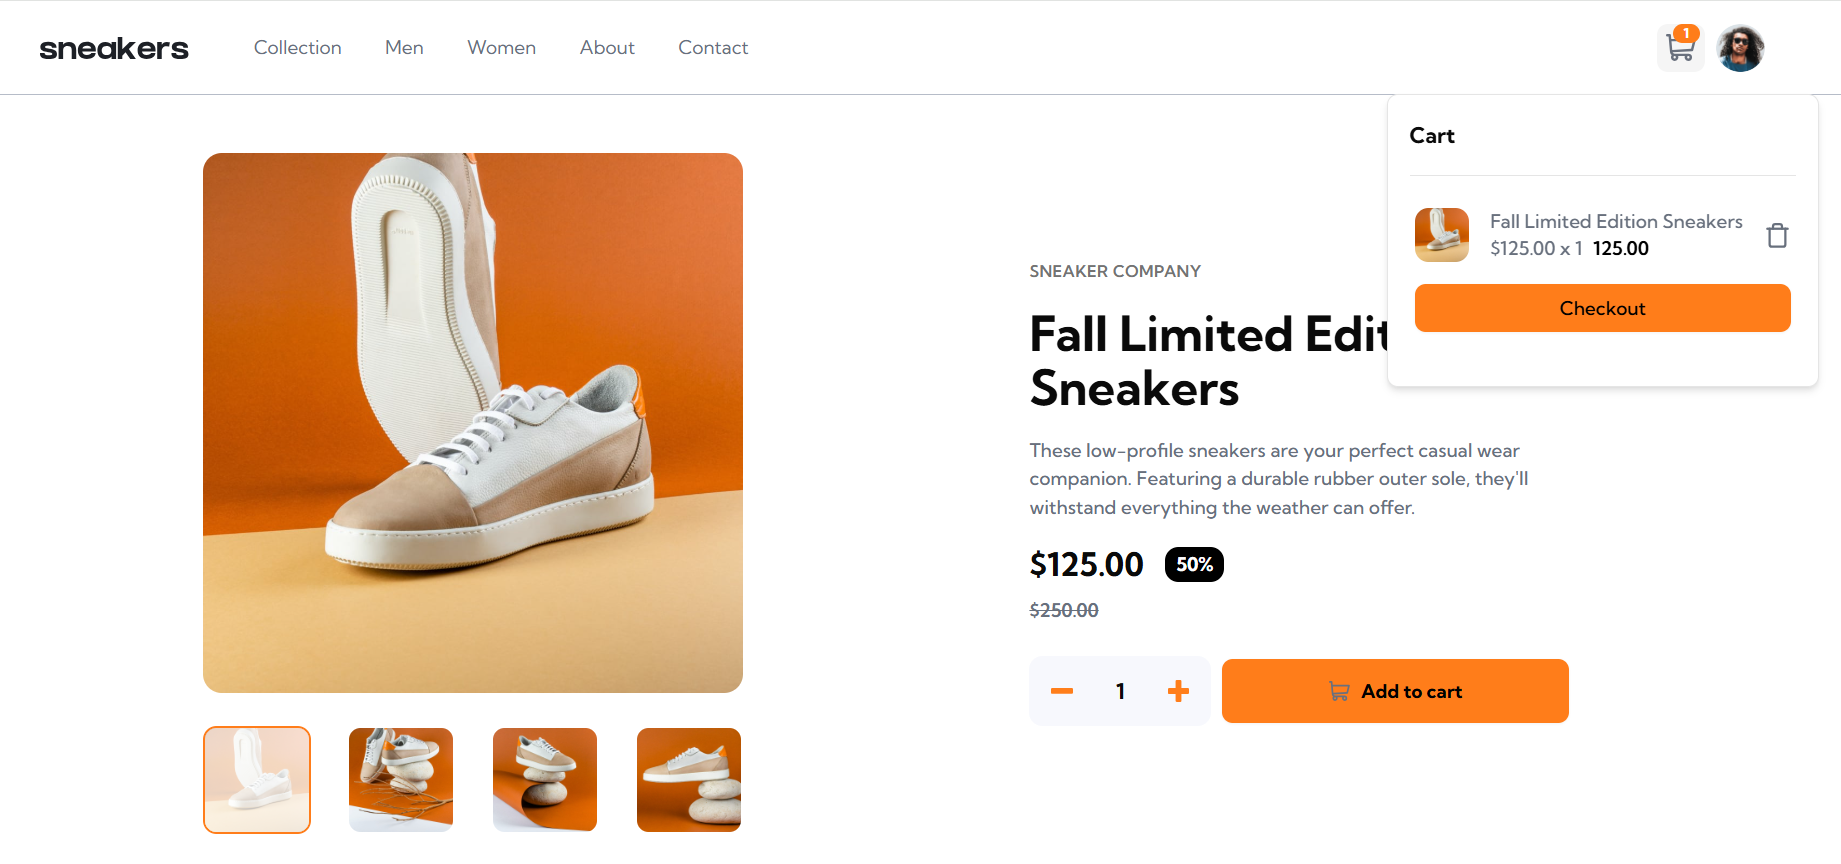 sneakers
Collection
Men
Women
About
Contact
1
Cart
Fall Limited Edition Sneakers
$125.00 x 1 125.00
Checkout
SNEAKER COMPANY
Fall Limited Edit
Sneakers
These low-profile sneakers are your perfect casual wear
companion. Featuring a durable rubber outer sole, they'll
withstand everything the weather can offer.
$125.00 50%
$250.00
1
Add to cart